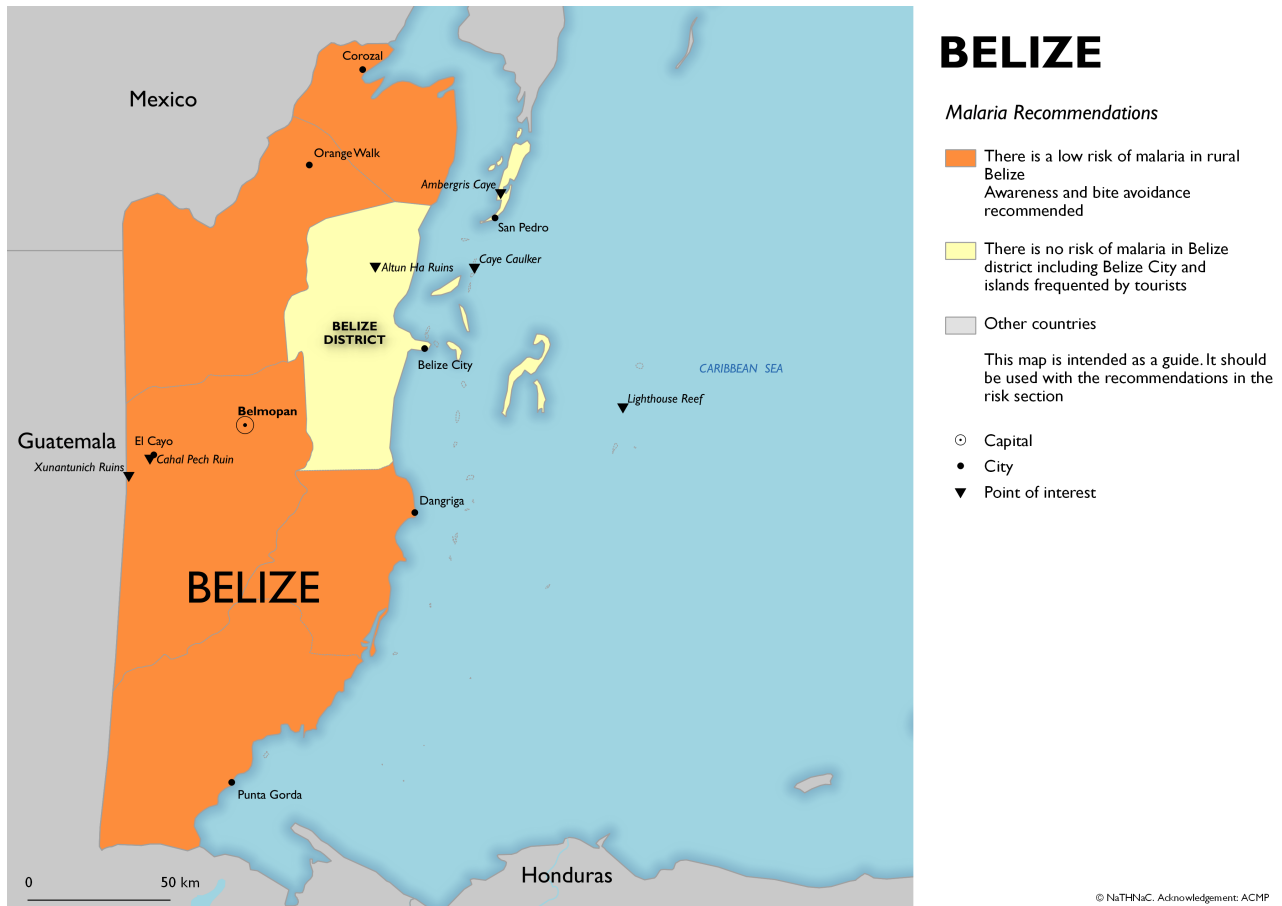 BELIZE
Malaria Recommendations
There is a low risk of malaria in rural
Belize
Awareness and bite avoidance
recommended
There is no risk of malaria in Belize
district including Belize City and
islands frequented by tourists
Other countries
This map is intended as a guide. It should
be used with the recommendations in the
risk section
Capital
City
Point of interest
Corozal
Mexico
Orange Walk
Ambergris Caye
San Pedro
Caye Caulker
Altun Ha Ruins
BELIZE
DISTRICT
Belize City
CARIBBEAN SEA
Lighthouse Reef
Belmopan
Guatemala
El Cayo
Cahal Pech Ruin
Xunantunich Ruins
Dangriga
BELIZE
Punta Gorda
Honduras
0 50 km
© NaTHNaC. Acknowledgement: ACMP